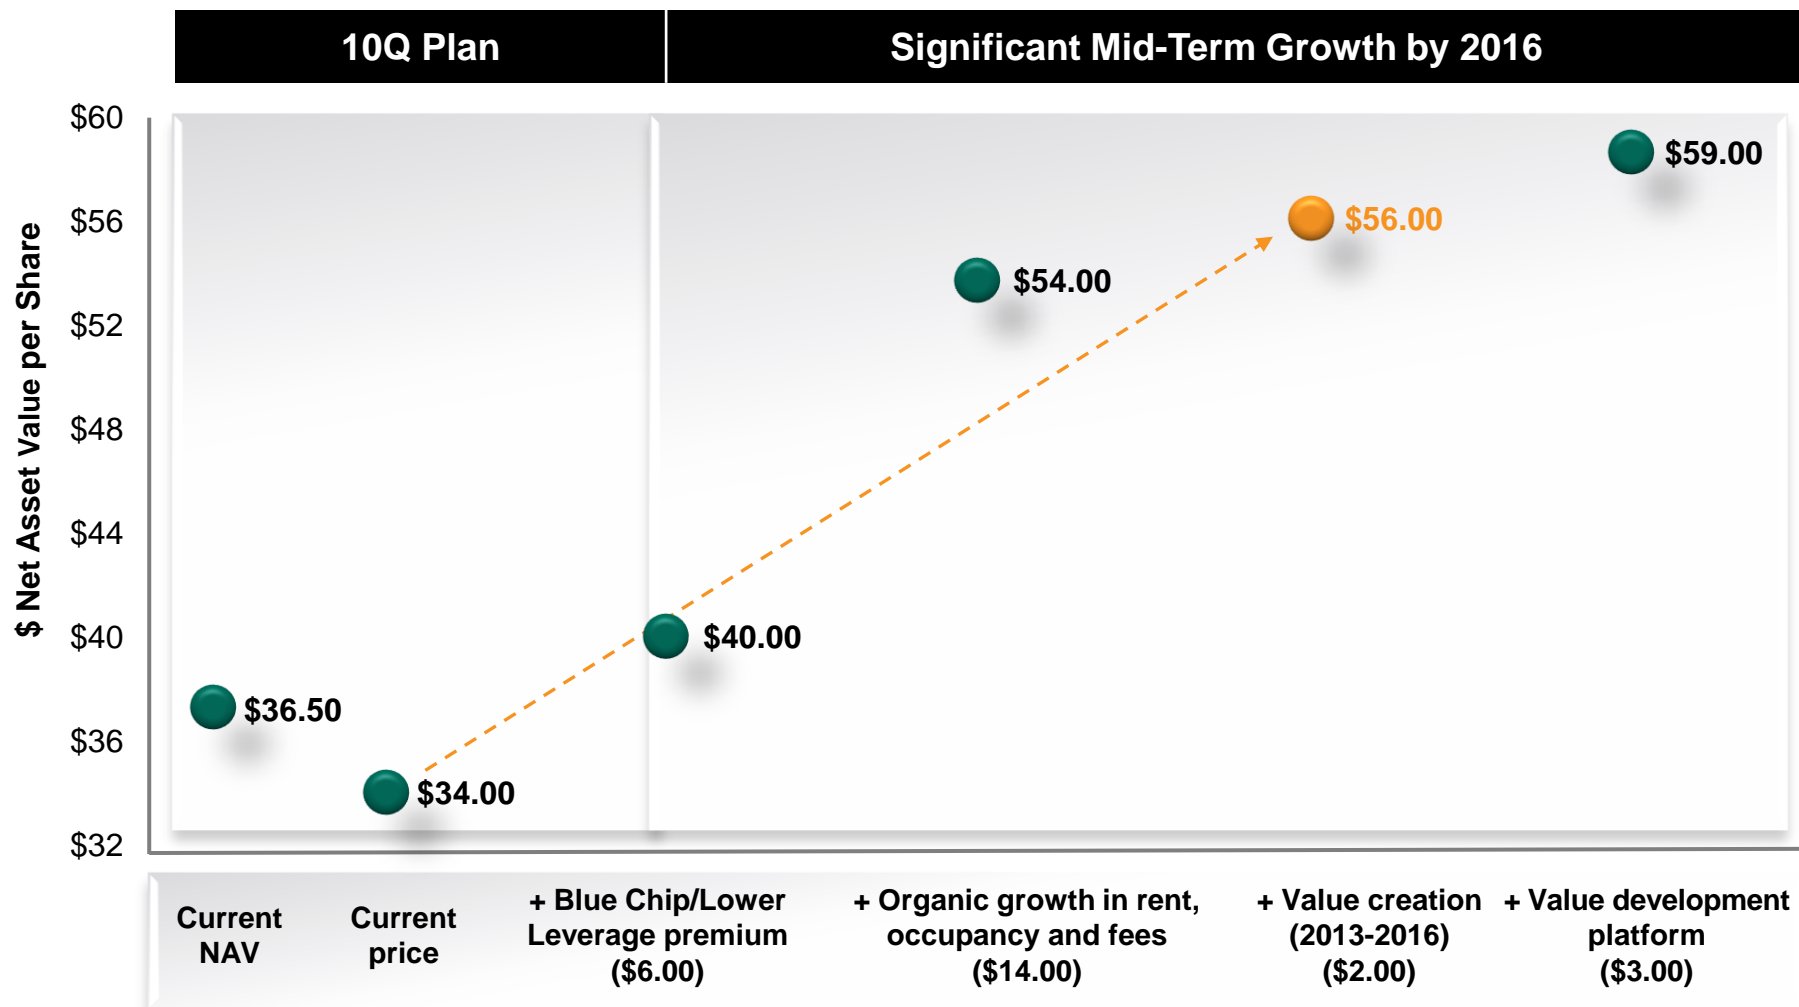 10Q Plan
Significant Mid-Term Growth by 2016
$ Net Asset Value per Share
$60
$56
$52
$48
$44
$40
$36
$32
$36.50
$34.00
$40.00
$54.00
$56.00
$59.00
Current
NAV
Current
price
+ Blue Chip/Lower
Leverage premium
($6.00)
+ Organic growth in rent,
occupancy and fees
($14.00)
+ Value creation
(2013-2016)
($2.00)
+ Value development
platform
($3.00)